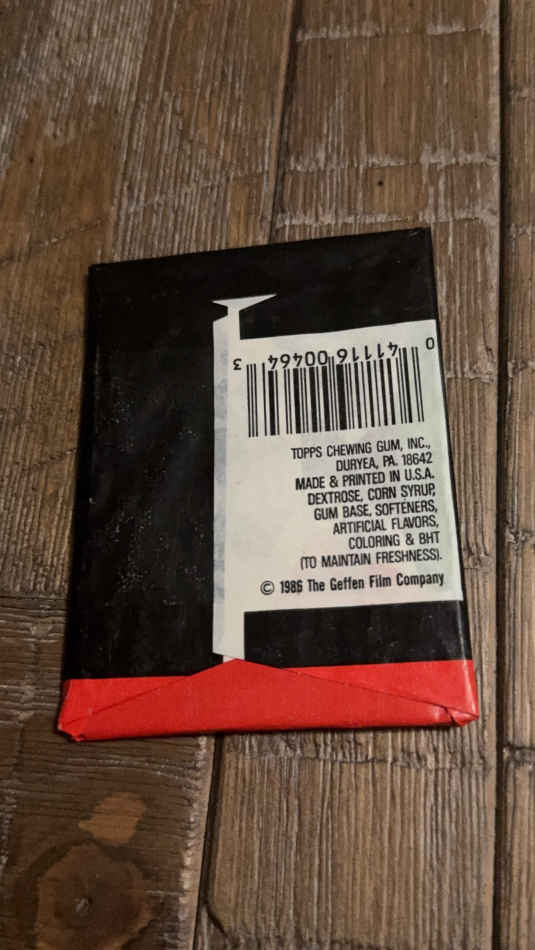 0 41116 00464 3
TOPPS CHEWING GUM, INC.,
DURYEA, PA. 18642
MADE & PRINTED IN U.S.A.
DEXTROSE, CORN SYRUP,
GUM BASE, SOFTENERS,
ARTIFICIAL FLAVORS,
COLORING & BHT
(TO MAINTAIN FRESHNESS).
© 1986 The Geffen Film Company